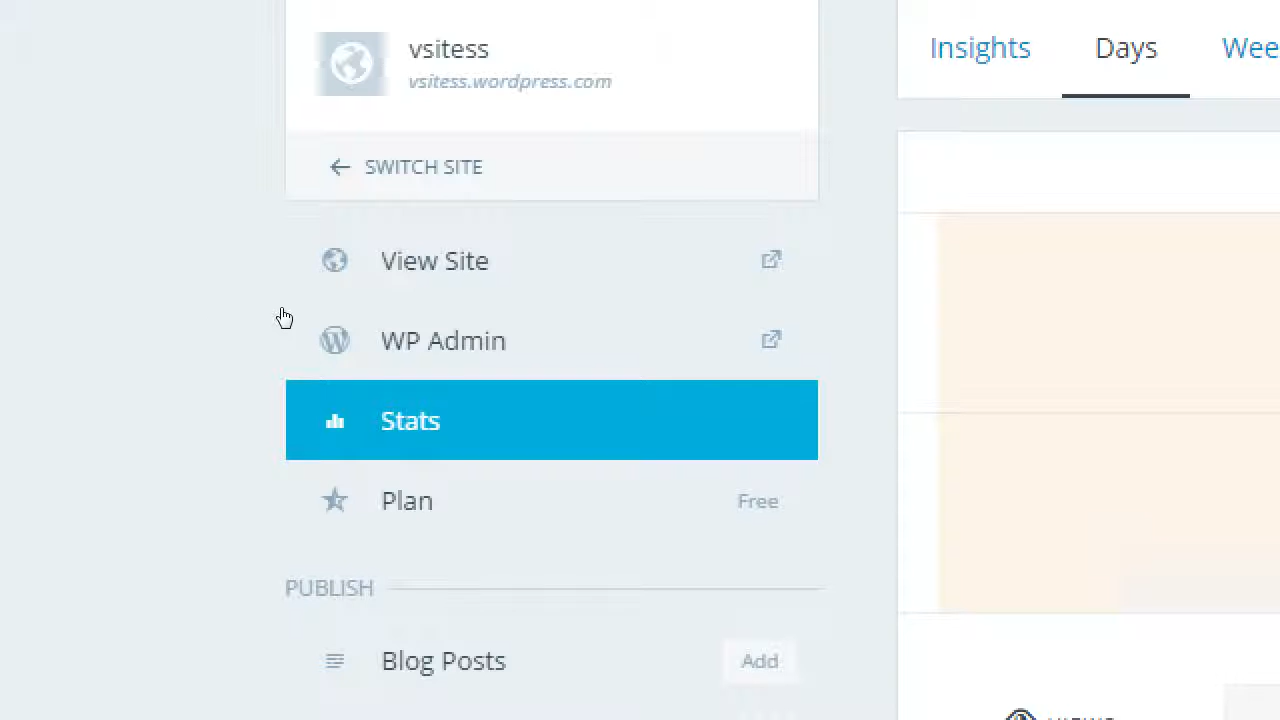 vsitess
vsitess.wordpress.com
SWITCH SITE
View Site
WP Admin
Stats
Plan
Free
PUBLISH
Blog Posts
Add
Insights
Days